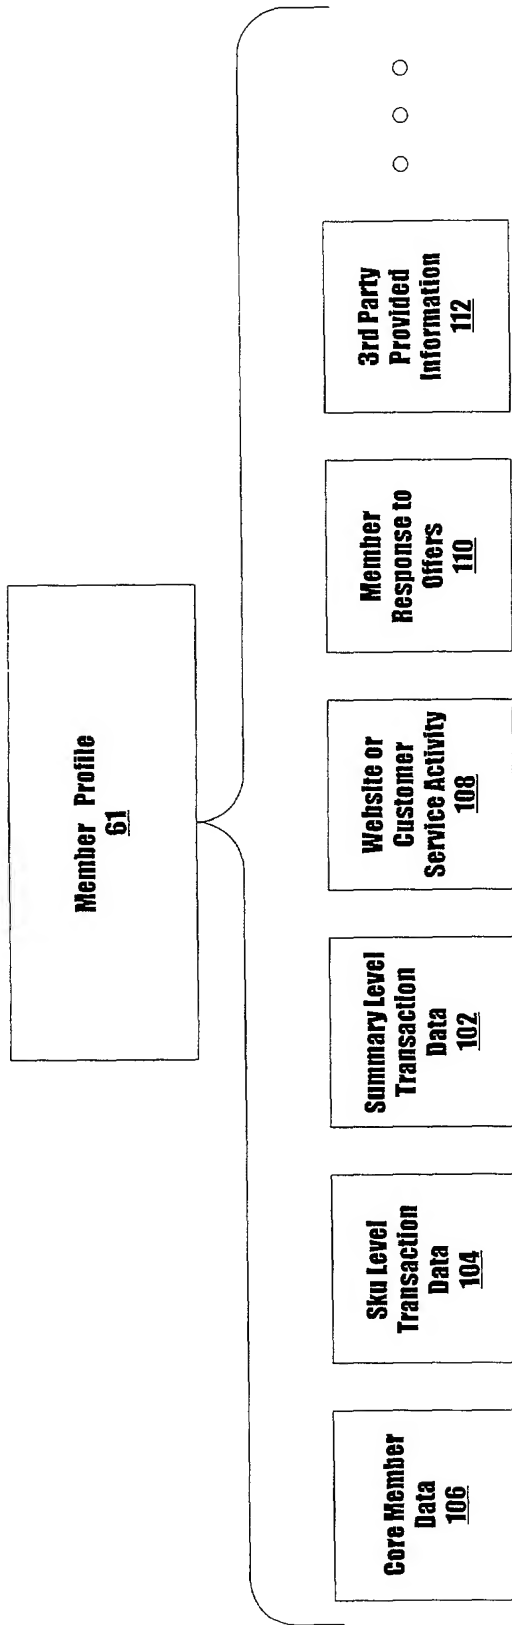 Member Profile
61
Core Member
Data
106
Sku Level
Transaction
Data
104
Summary Level
Transaction
Data
102
Website or
Customer
Service Activity
108
Member
Response to
Offers
110
3rd Party
Provided
Information
112